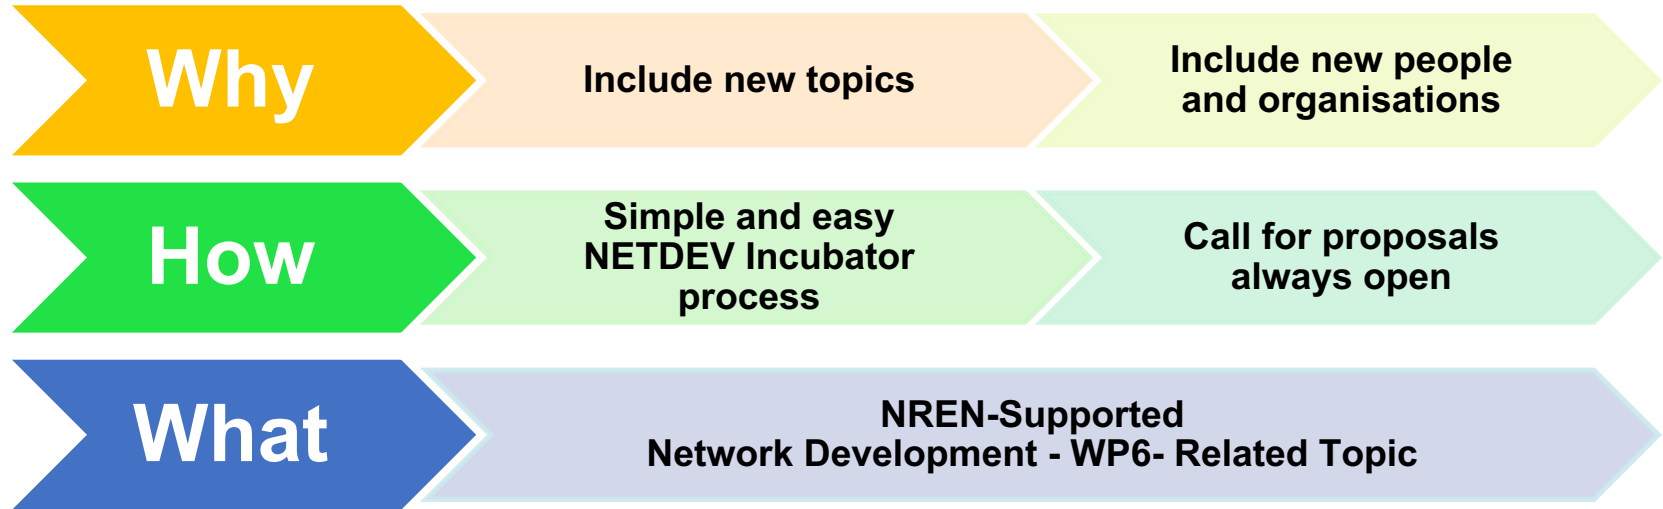 Why
Include new topics
Include new people
and organisations
How
Simple and easy
NETDEV Incubator
process
Call for proposals
always open
What
NREN-Supported
Network Development - WP6- Related Topic